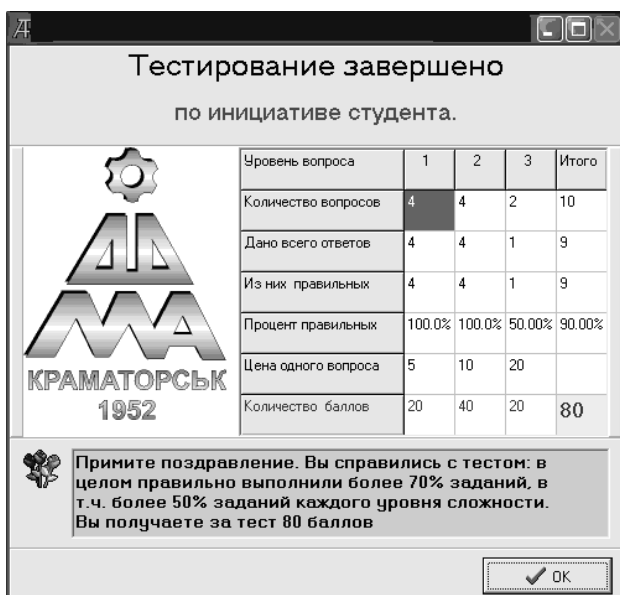 Тестирование завершено
по инициативе студента.
Уровень вопроса 1 2 3 Итого
Количество вопросов 4 4 2 10
Дано всего ответов 4 4 1 9
Из них правильных 4 4 1 9
Процент правильных 100.0% 100.0% 50.00% 90.00%
Цена одного вопроса 5 10 20
Количество баллов 20 40 20 80
ДДМА
КРАМАТОРСЬК
1952
Примите поздравление. Вы справились с тестом: в
целом правильно выполнили более 70% заданий, в
т.ч. более 50% заданий каждого уровня сложности.
Вы получаете за тест 80 баллов
OK